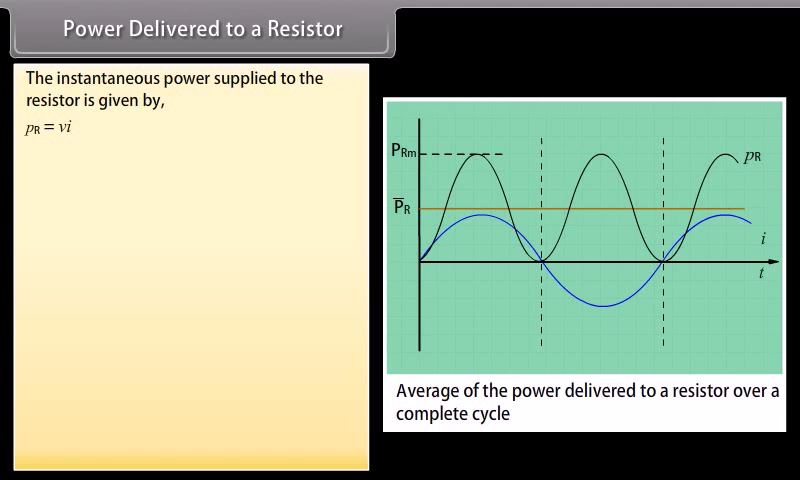 Power Delivered to a Resistor
The instantaneous power supplied to the
resistor is given by,
pR = vi
PRm
pR
P̅R
i
t
Average of the power delivered to a resistor over a
complete cycle